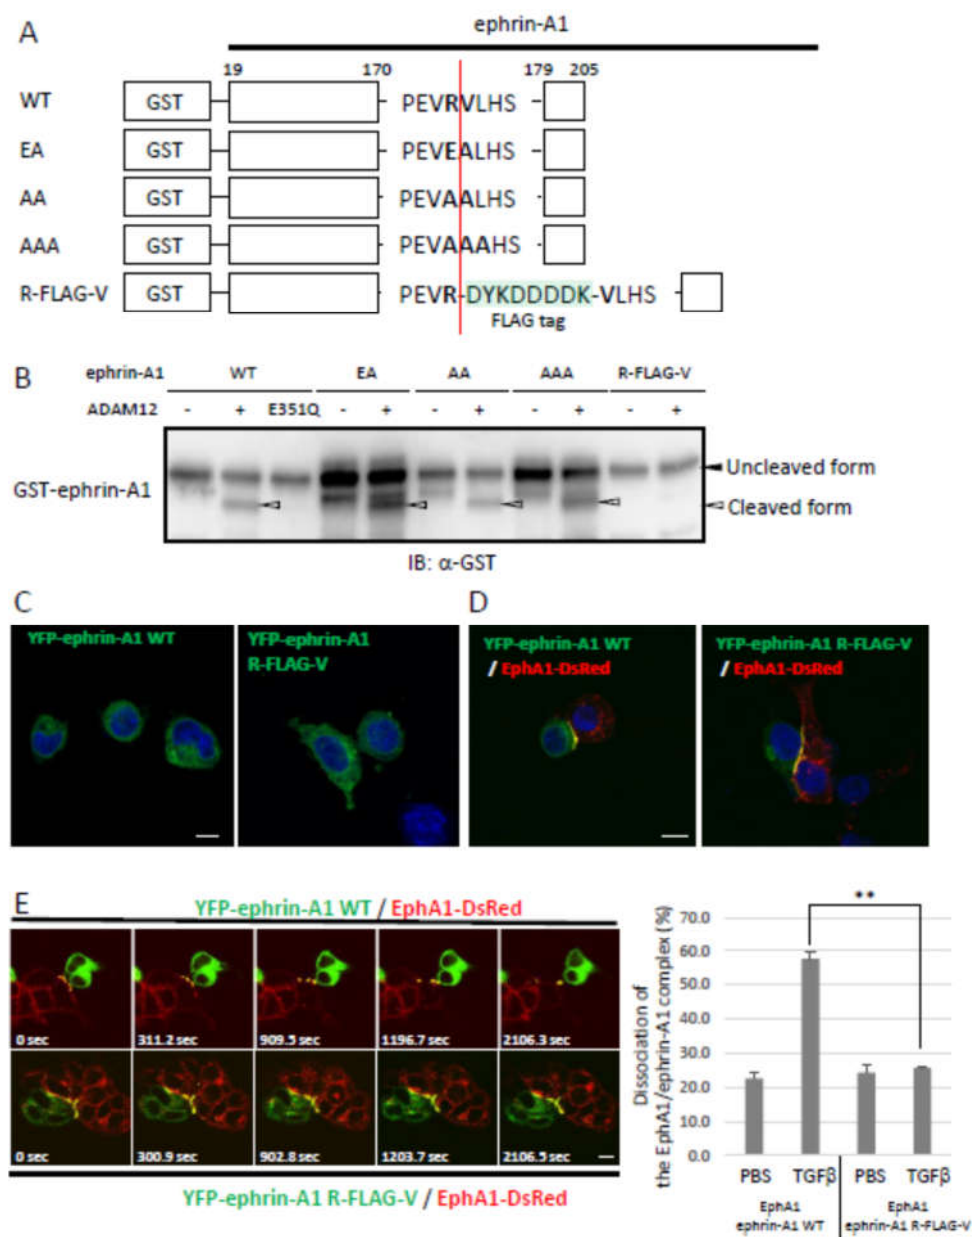 A
ephrin-A1
19 170 179 205
WT GST PEVRVLHS
EA GST PEVEALHS
AA GST PEVAALHS
AAA GST PEVAAAHS
R-FLAG-V GST PEVR-DYKDDDDK-VLHS
FLAG tag
B
ephrin-A1 WT EA AA AAA R-FLAG-V
ADAM12 - + E351Q - + - + - + - +
GST-ephrin-A1
Uncleaved form
Cleaved form
IB: α-GST
C
YFP-ephrin-A1 WT
YFP-ephrin-A1
R-FLAG-V
D
YFP-ephrin-A1 WT
/ EphA1-DsRed
YFP-ephrin-A1 R-FLAG-V
/ EphA1-DsRed
E
YFP-ephrin-A1 WT / EphA1-DsRed
0 sec 311.2 sec 909.5 sec 1196.7 sec 2106.3 sec
0 sec 300.9 sec 902.8 sec 1203.7 sec 2106.5 sec
YFP-ephrin-A1 R-FLAG-V / EphA1-DsRed
Dissociation of
the EphA1/ephrin-A1 complex (%)
**
70.0
60.0
50.0
40.0
30.0
20.0
10.0
0.0
PBS TGFβ PBS TGFβ
EphA1 EphA1
ephrin-A1 WT ephrin-A1 R-FLAG-V